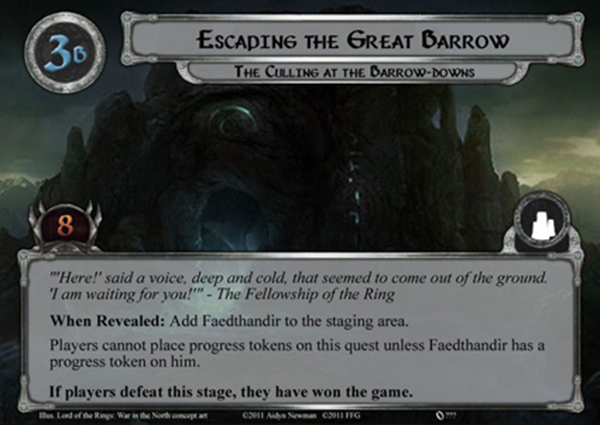 3B
ESCAPING THE GREAT BARROW
THE CULLING AT THE BARROW-DOWNS
8
"'Here!' said a voice, deep and cold, that seemed to come out of the ground.
'I am waiting for you!'" - The Fellowship of the Ring
When Revealed: Add Faedthandir to the staging area.
Players cannot place progress tokens on this quest unless Faedthandir has a
progress token on him.
If players defeat this stage, they have won the game.
Illus. Lord of the Rings: War in the North concept art ©2011 Aidyn Newman ©2011 FFG ???